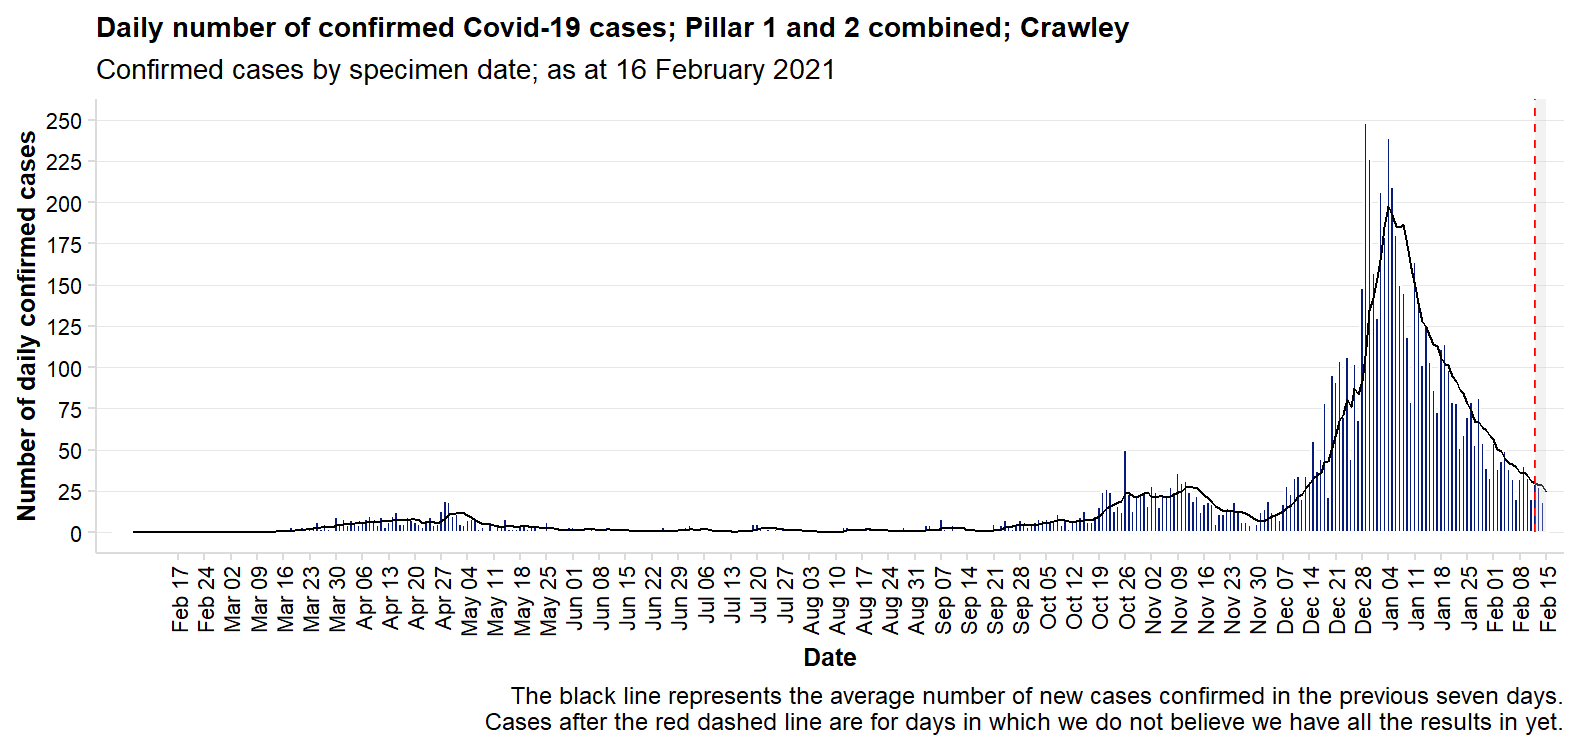 Daily number of confirmed Covid-19 cases; Pillar 1 and 2 combined; Crawley
Confirmed cases by specimen date; as at 16 February 2021
Number of daily confirmed cases
250
225
200
175
150
125
100
75
50
25
0
Feb 17
Feb 24
Mar 02
Mar 09
Mar 16
Mar 23
Mar 30
Apr 06
Apr 13
Apr 20
Apr 27
May 04
May 11
May 18
May 25
Jun 01
Jun 08
Jun 15
Jun 22
Jun 29
Jul 06
Jul 13
Jul 20
Jul 27
Aug 03
Aug 10
Aug 17
Aug 24
Aug 31
Sep 07
Sep 14
Sep 21
Sep 28
Oct 05
Oct 12
Oct 19
Oct 26
Nov 02
Nov 09
Nov 16
Nov 23
Nov 30
Dec 07
Dec 14
Dec 21
Dec 28
Jan 04
Jan 11
Jan 18
Jan 25
Feb 01
Feb 08
Feb 15
Date
The black line represents the average number of new cases confirmed in the previous seven days.
Cases after the red dashed line are for days in which we do not believe we have all the results in yet.